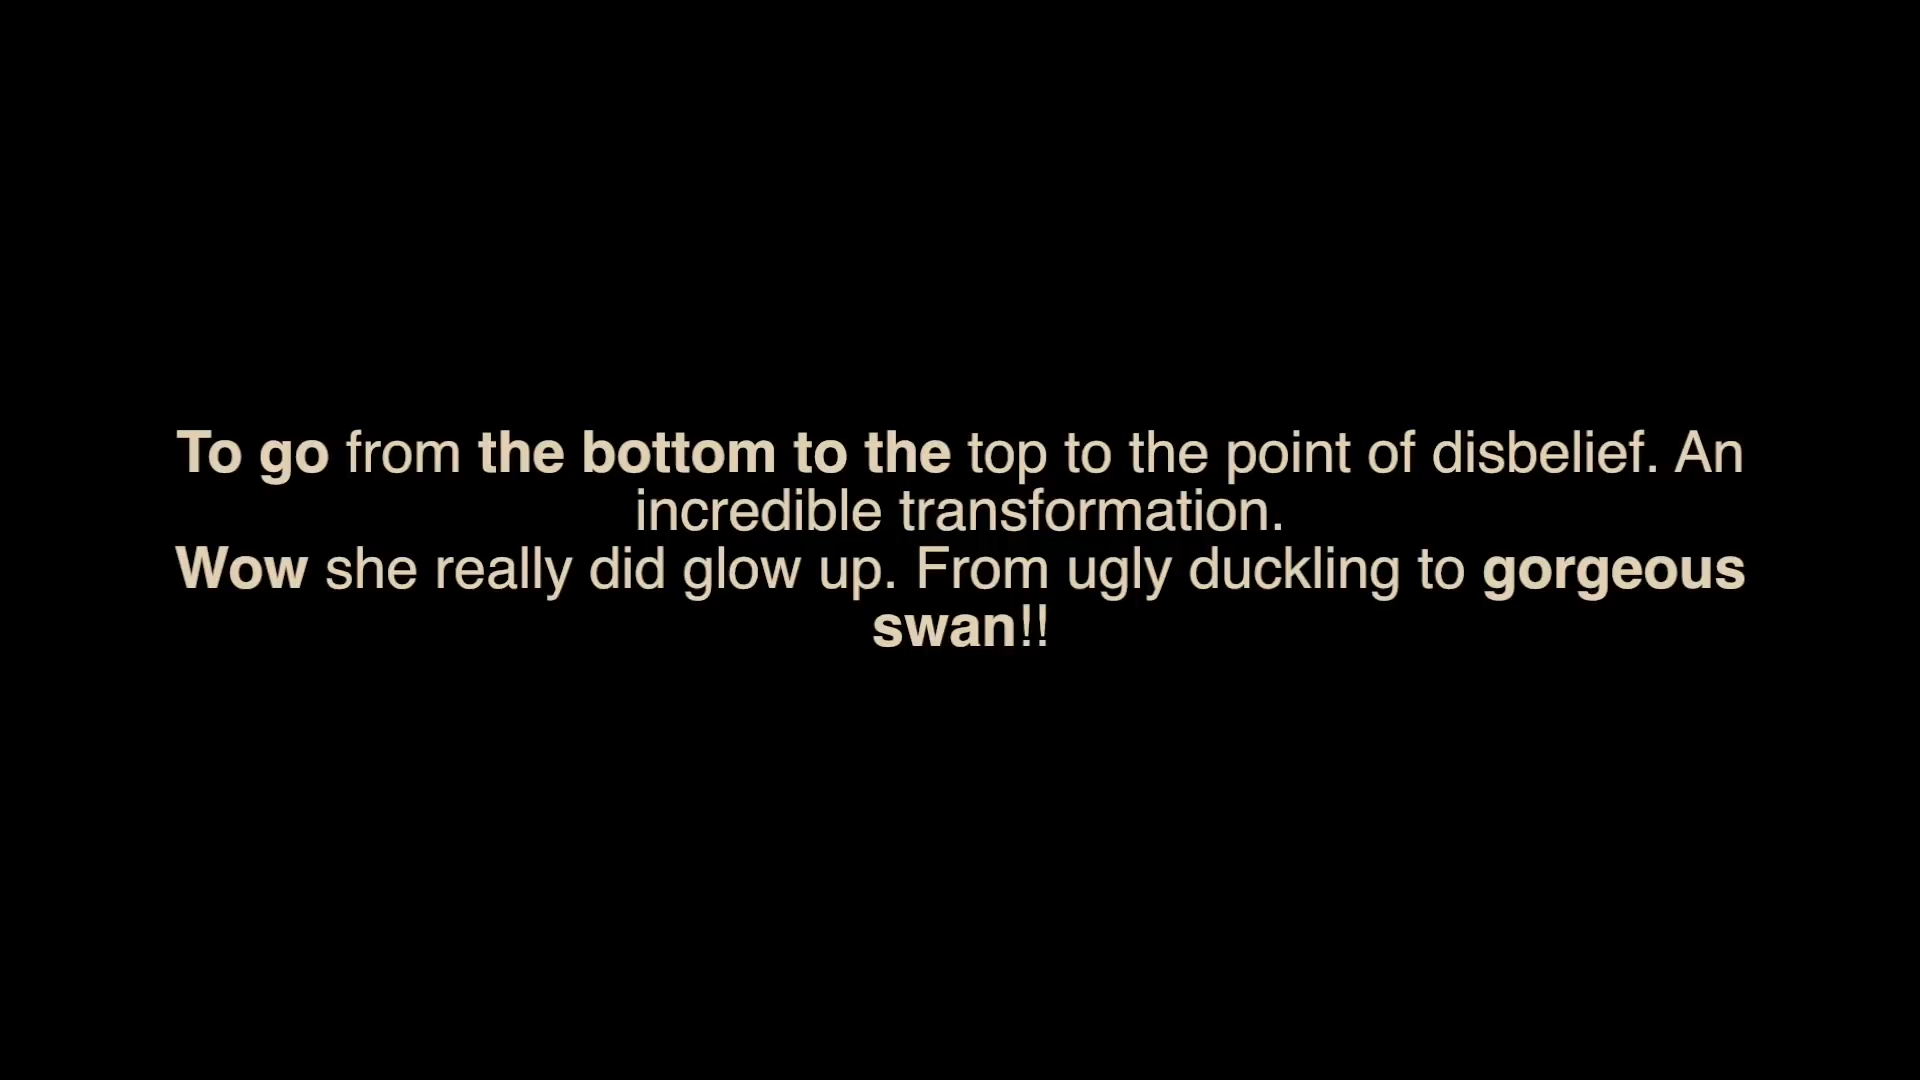 To go from the bottom to the top to the point of disbelief. An
incredible transformation.
Wow she really did glow up. From ugly duckling to gorgeous
swan!!